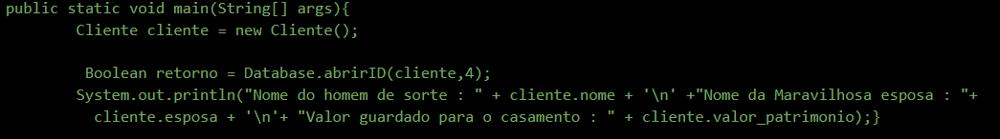 public static void main(String[] args){
Cliente cliente = new Cliente();
Boolean retorno = Database.abrirID(cliente,4);
System.out.println("Nome do homem de sorte : " + cliente.nome + '\n' +"Nome da Maravilhosa esposa : "+
cliente.esposa + '\n'+ "Valor guardado para o casamento : " + cliente.valor_patrimonio);}